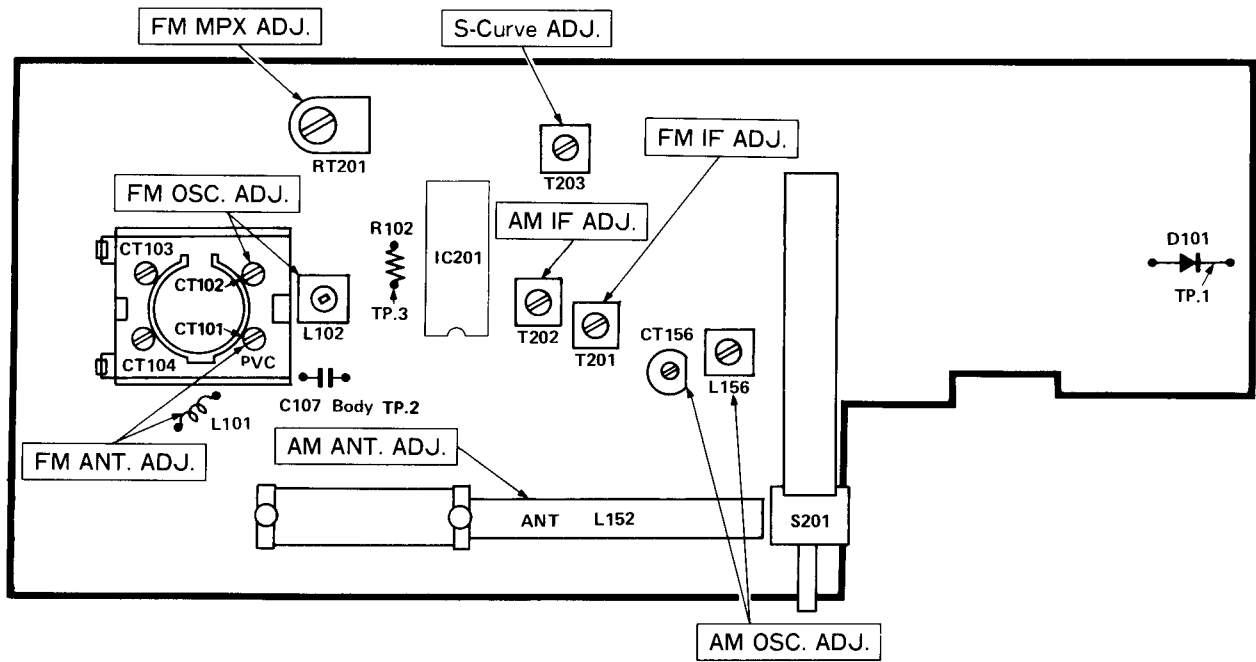 FM MPX ADJ.
S-Curve ADJ.
FM IF ADJ.
RT201
T203
FM OSC. ADJ.
AM IF ADJ.
R102
D101
CT103
IC201
CT102
TP.1
TP.3
CT101
L102
T202
CT156
CT104
PVC
T201
L156
C107 Body TP.2
L101
AM ANT. ADJ.
FM ANT. ADJ.
ANT L152
S201
AM OSC. ADJ.